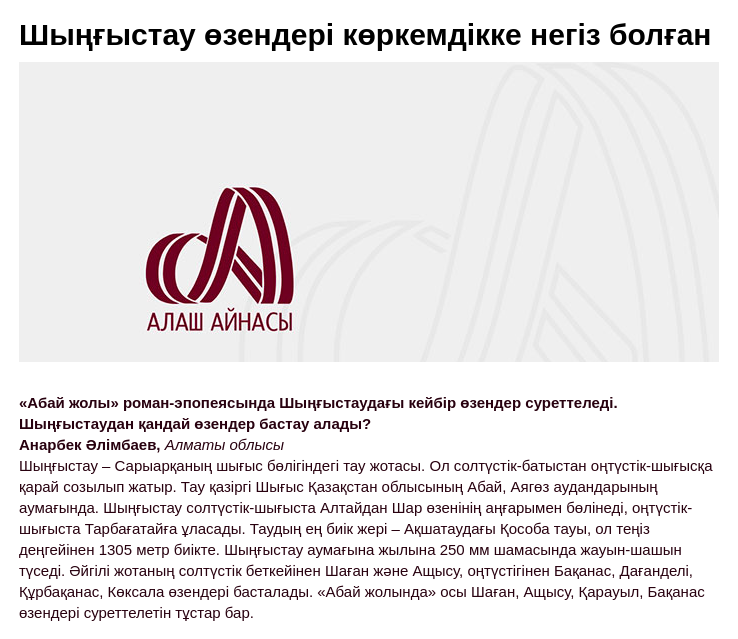 Шыңғыстау өзендері көркемдікке негіз болған
АЛАШ АЙНАСЫ
«Абай жолы» роман-эпопеясында Шыңғыстаудағы кейбір өзендер суреттеледі.
Шыңғыстаудан қандай өзендер бастау алады?
Анарбек Әлімбаев, Алматы облысы
Шыңғыстау – Сарыарқаның шығыс бөлігіндегі тау жотасы. Ол солтүстік-батыстан оңтүстік-шығысқа
қарай созылып жатыр. Тау қазіргі Шығыс Қазақстан облысының Абай, Аягөз аудандарының
аумағында. Шыңғыстау солтүстік-шығыста Алтайдан Шар өзенінің аңғарымен бөлінеді, оңтүстік-
шығыста Тарбағатайға ұласады. Таудың ең биік жері – Ақшатаудағы Қособа тауы, ол теңіз
деңгейінен 1305 метр биікте. Шыңғыстау аумағына жылына 250 мм шамасында жауын-шашын
түседі. Әйгілі жотаның солтүстік беткейінен Шаған және Ащысу, оңтүстігінен Бақанас, Дағанделі,
Құрбақанас, Көксала өзендері басталады. «Абай жолында» осы Шаған, Ащысу, Қарауыл, Бақанас
өзендері суреттелетін тұстар бар.